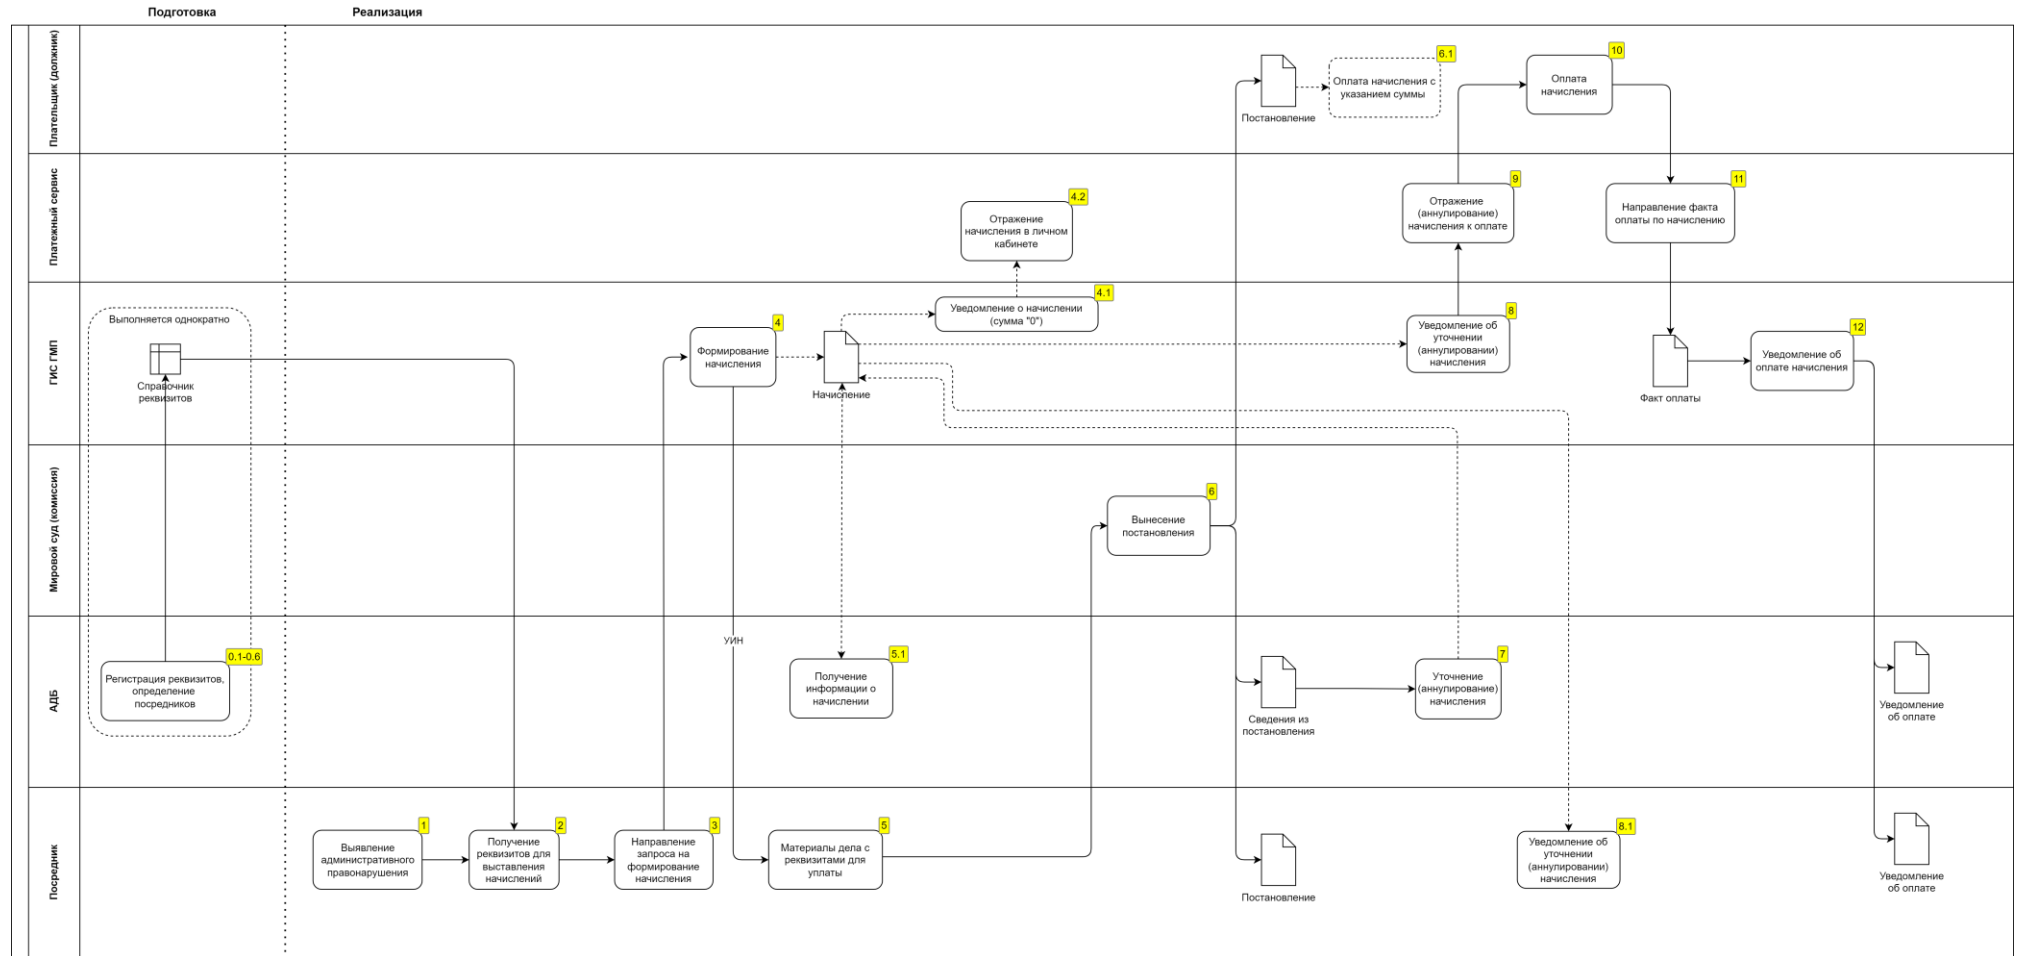 Подготовка
Реализация
Плательщик (должник)
Постановление
6.1
Оплата начисления с
указанием суммы
10
Оплата
начисления
Платежный сервис
4.2
Отражение
начисления в личном
кабинете
9
Отражение
(аннулирование)
начисления к оплате
11
Направление факта
оплаты по начислению
ГИС ГМП
Выполняется однократно
Справочник
реквизитов
4
Формирование
начисления
Начисление
4.1
Уведомление о начислении
(сумма "0")
8
Уведомление об
уточнении
(аннулировании)
начисления
Факт оплаты
12
Уведомление об
оплате начисления
Мировой суд (комиссия)
6
Вынесение
постановления
АДБ
0.1-0.6
Регистрация реквизитов,
определение
посредников
УИН
5.1
Получение
информации о
начислении
Сведения из
постановления
7
Уточнение
(аннулирование)
начисления
Уведомление
об оплате
Посредник
1
Выявление
административного
правонарушения
2
Получение
реквизитов для
выставления
начислений
3
Направление
запроса на
формирование
начисления
5
Материалы дела с
реквизитами для
уплаты
Постановление
8.1
Уведомление об
уточнении
(аннулировании)
начисления
Уведомление
об оплате